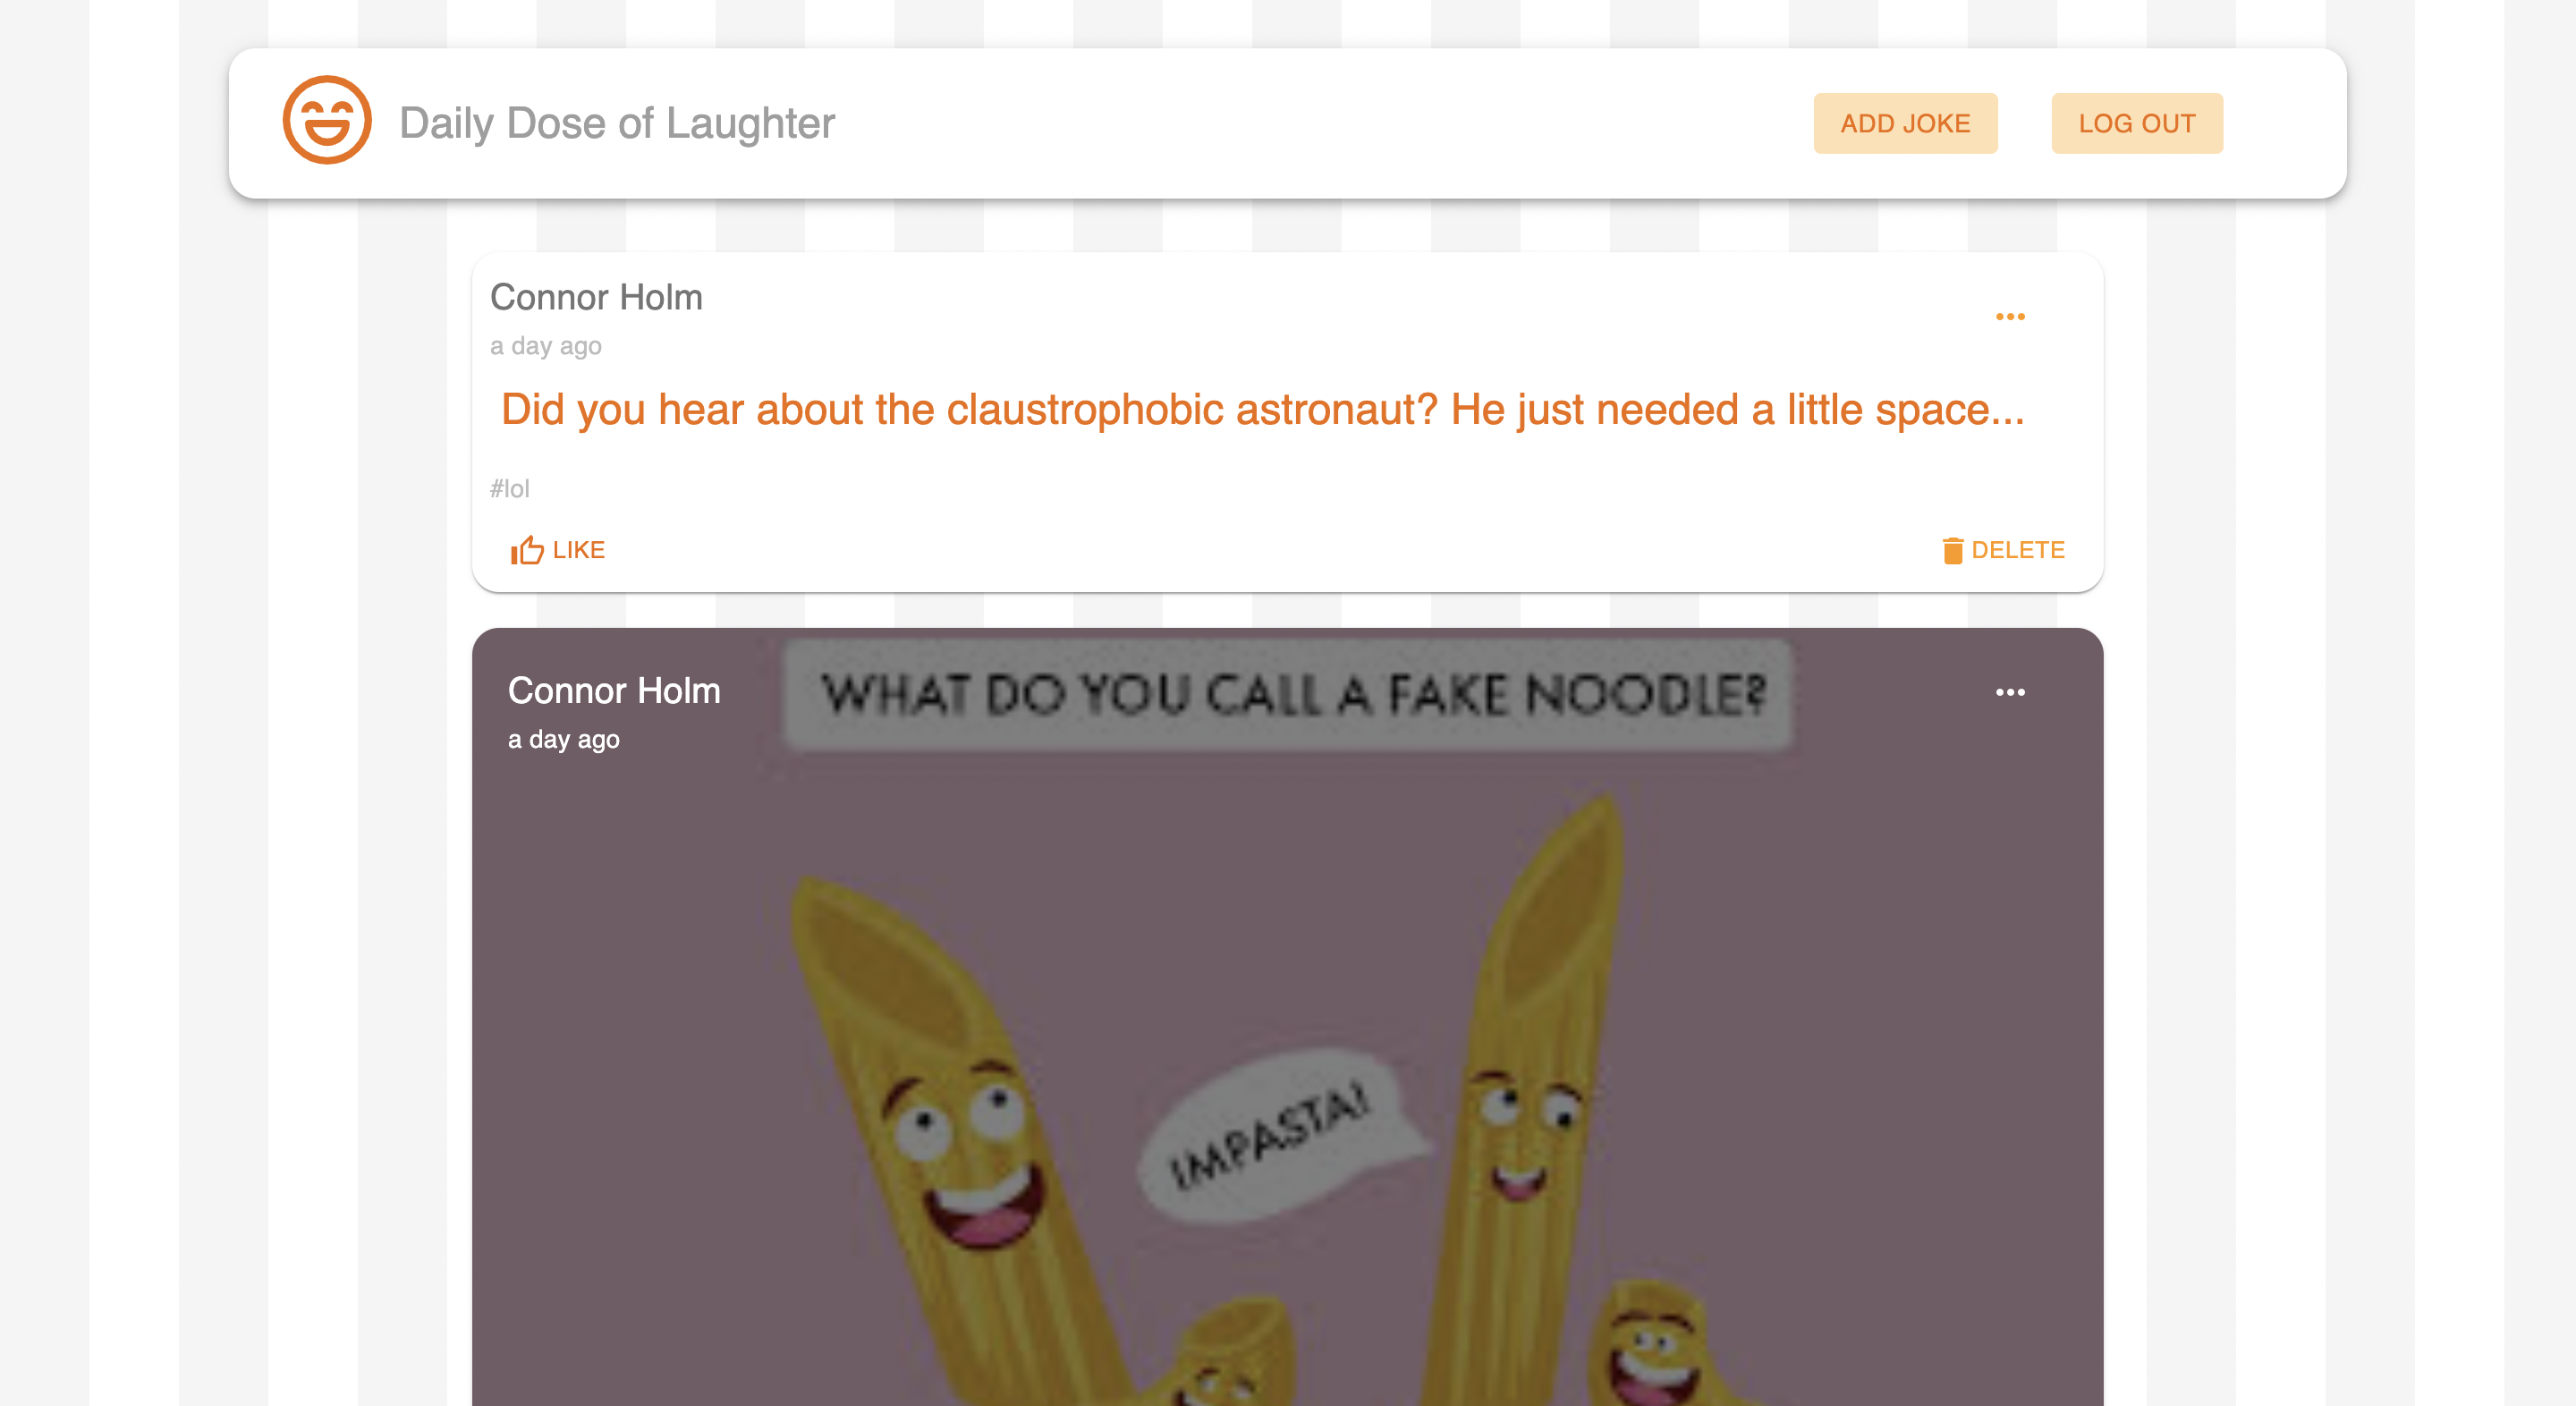 Daily Dose of Laughter
ADD JOKE
LOG OUT
Connor Holm
a day ago
Did you hear about the claustrophobic astronaut? He just needed a little space...
#lol
LIKE
DELETE
Connor Holm
a day ago
WHAT DO YOU CALL A FAKE NOODLE?
IMPASTA!